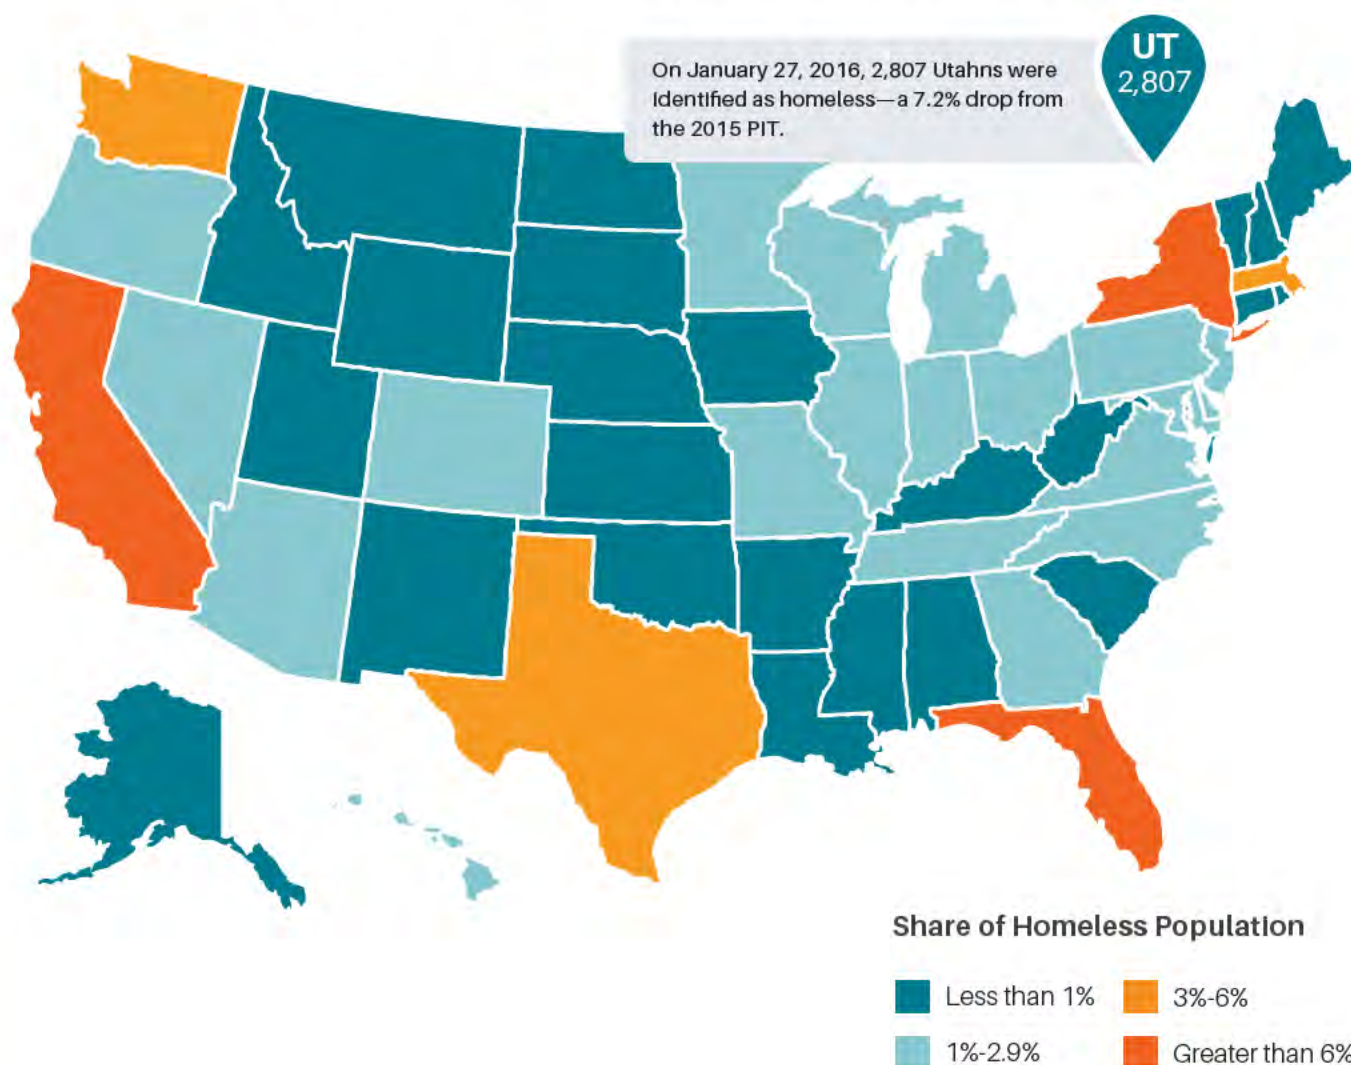 On January 27, 2016, 2,807 Utahns were
identified as homeless—a 7.2% drop from
the 2015 PIT.
UT
2,807
Share of Homeless Population
Less than 1%
3%-6%
1%-2.9%
Greater than 6%